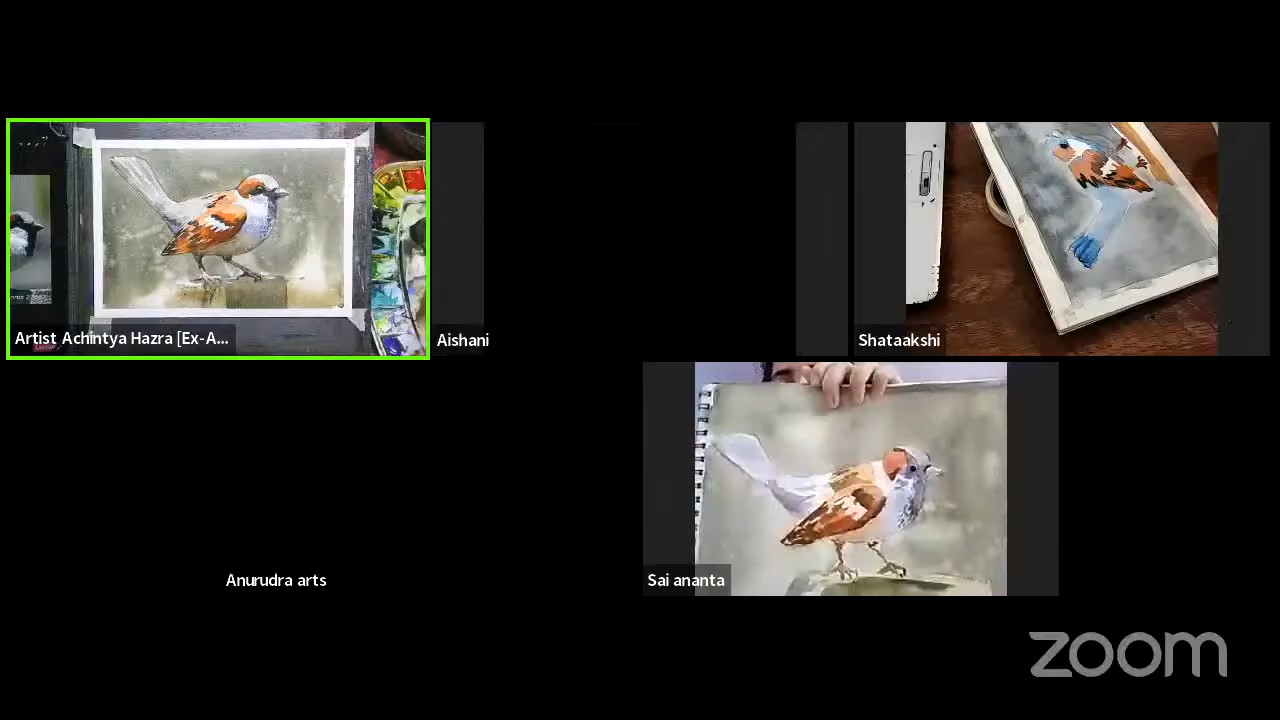 Artist Achintya Hazra [Ex-A...
Aishani
Shataakshi
Anurudra arts
Sai ananta
zoom